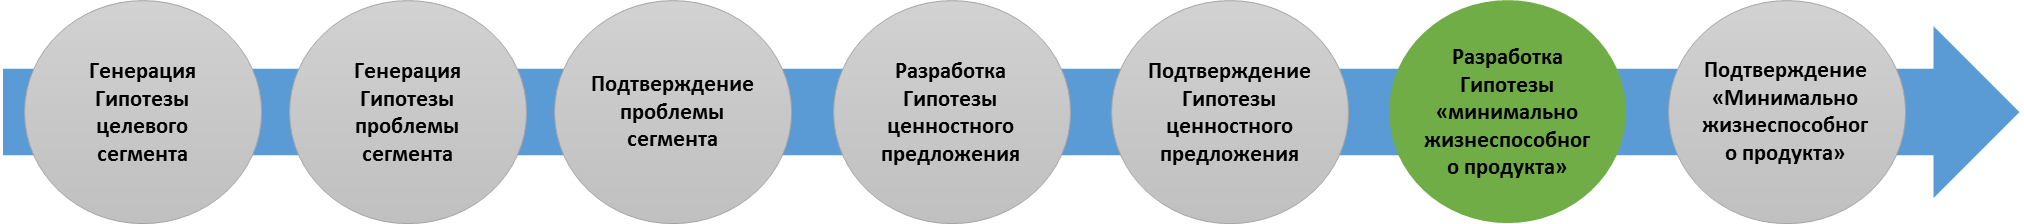 Генерация
Гипотезы
целевого
сегмента
Генерация
Гипотезы
проблемы
сегмента
Подтверждение
проблемы
сегмента
Разработка
Гипотезы
ценностного
предложения
Подтверждение
Гипотезы
ценностного
предложения
Разработка
Гипотезы
«минимально
жизнеспособног
о продукта»
Подтверждение
«Минимально
жизнеспособног
о продукта»